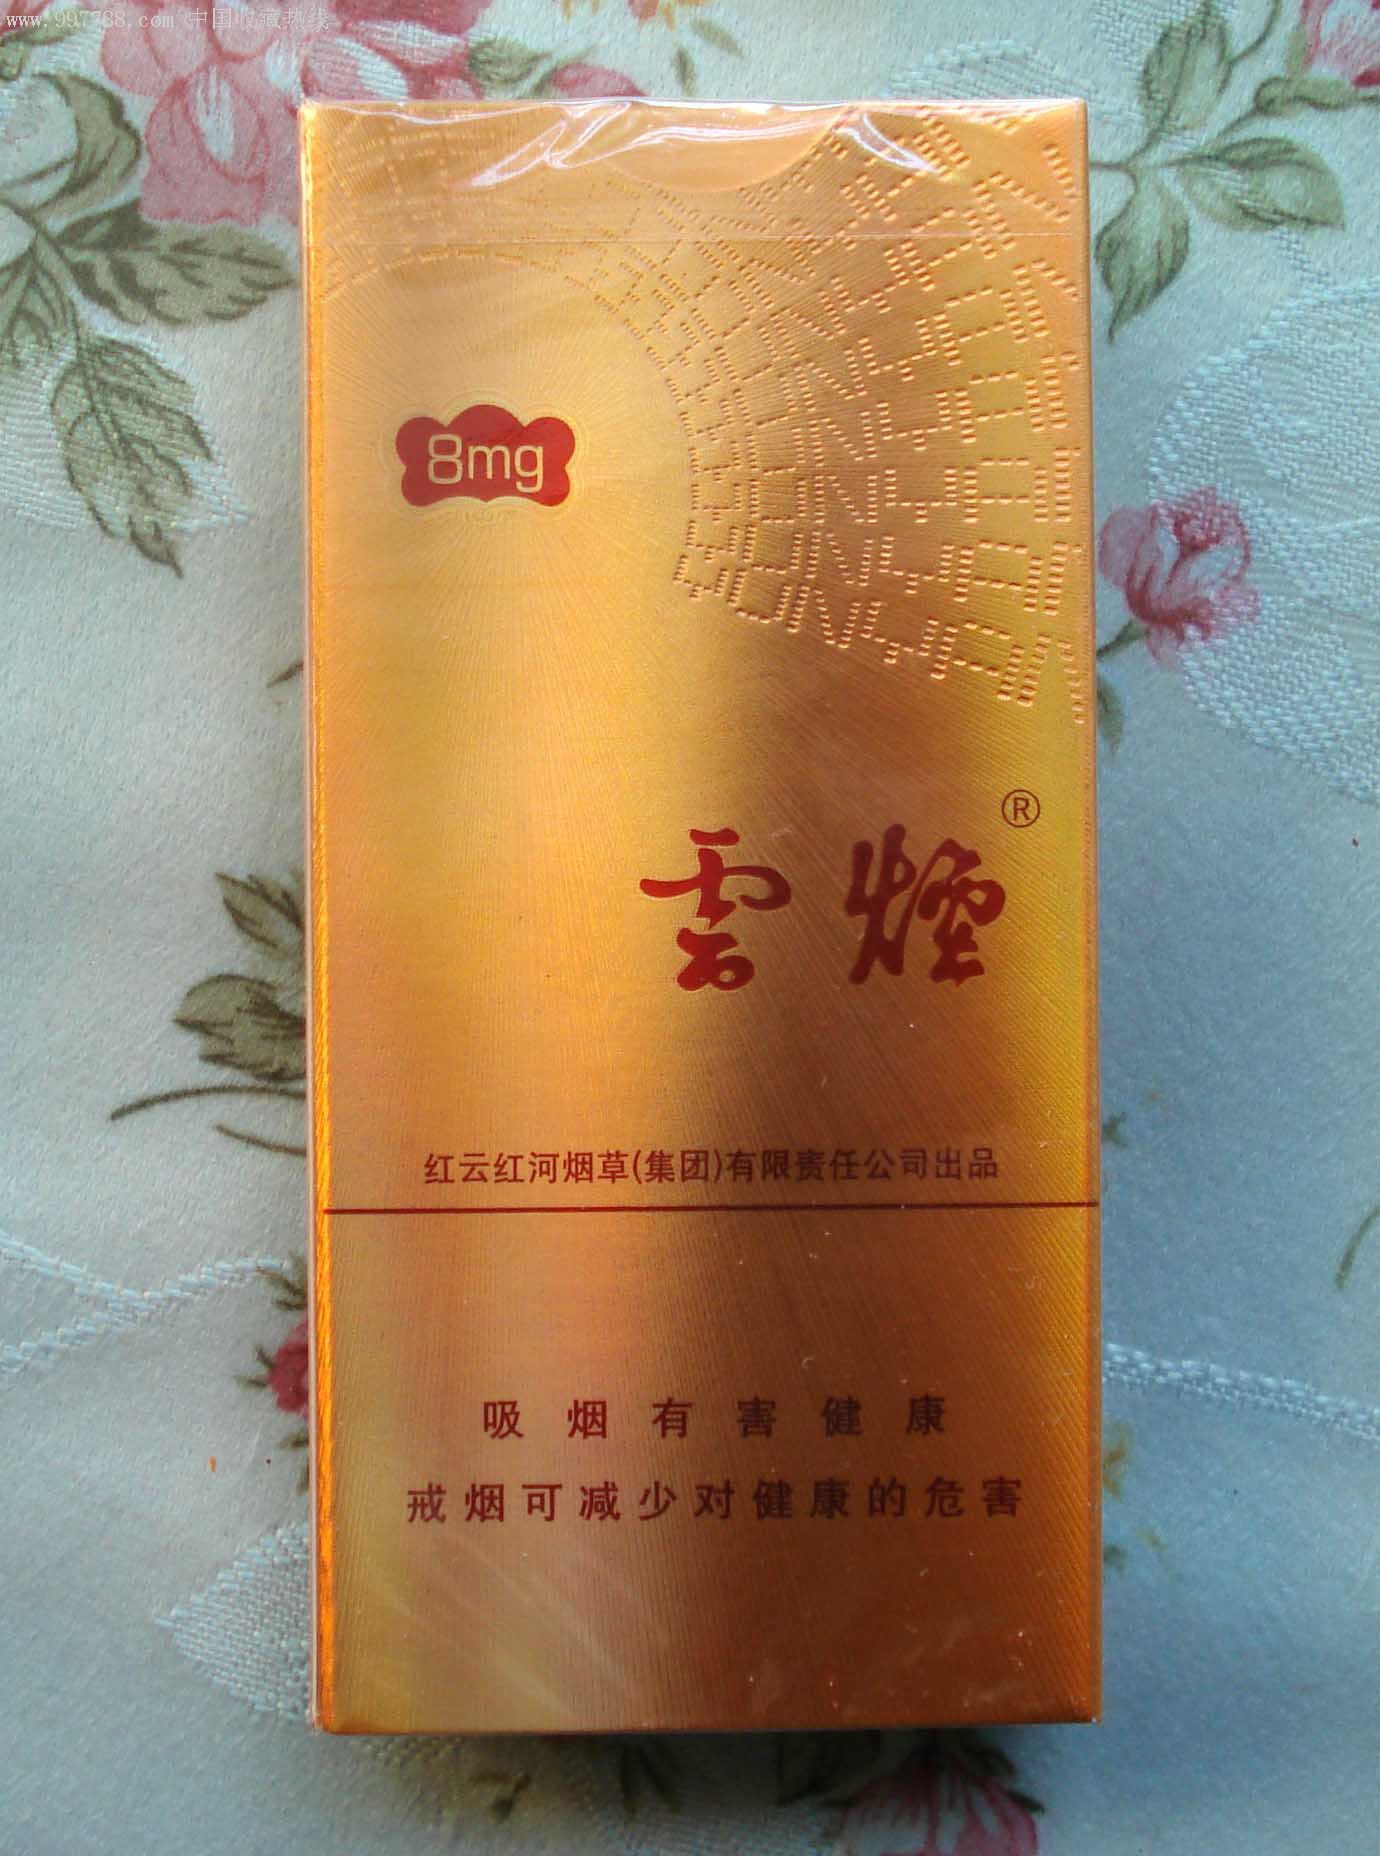 www.997788.com 中国收藏热线
8mg
雲煙®
红云红河烟草(集团)有限责任公司出品
吸烟有害健康
戒烟可减少对健康的危害